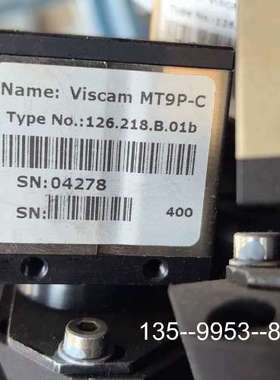 Name: Viscam MT9P-C
Type No.:126.218.B.01b
SN:04278
SN:
400
135--9953--8